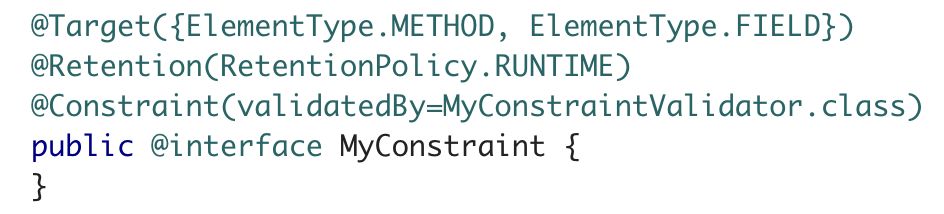 @Target({ElementType.METHOD, ElementType.FIELD})
@Retention(RetentionPolicy.RUNTIME)
@Constraint(validatedBy=MyConstraintValidator.class)
public @interface MyConstraint {
}